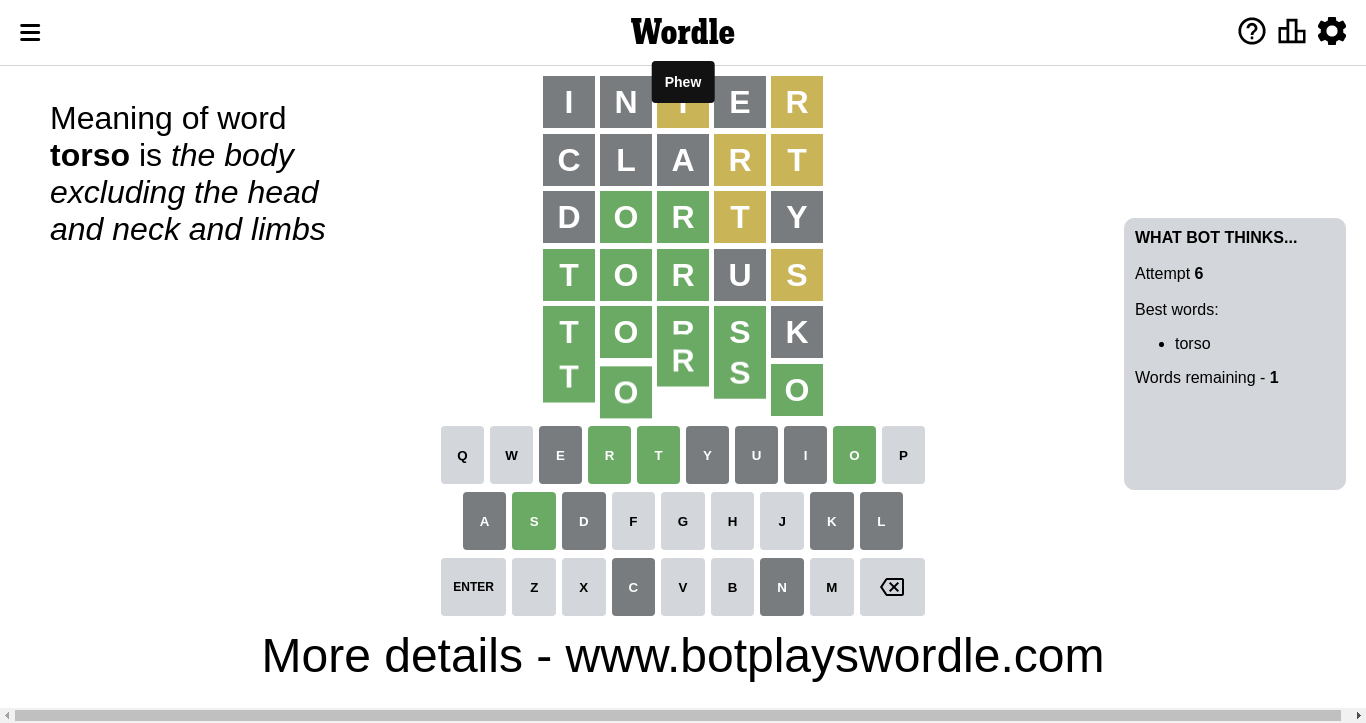 Wordle
Phew
Meaning of word
torso is the body
excluding the head
and neck and limbs
I N T E R
C L A R T
D O R T Y
T O R U S
T O R S K
T O R S O
WHAT BOT THINKS...
Attempt 6
Best words:
• torso
Words remaining - 1
Q W E R T Y U I O P
A S D F G H J K L
ENTER Z X C V B N M
More details - www.botplayswordle.com